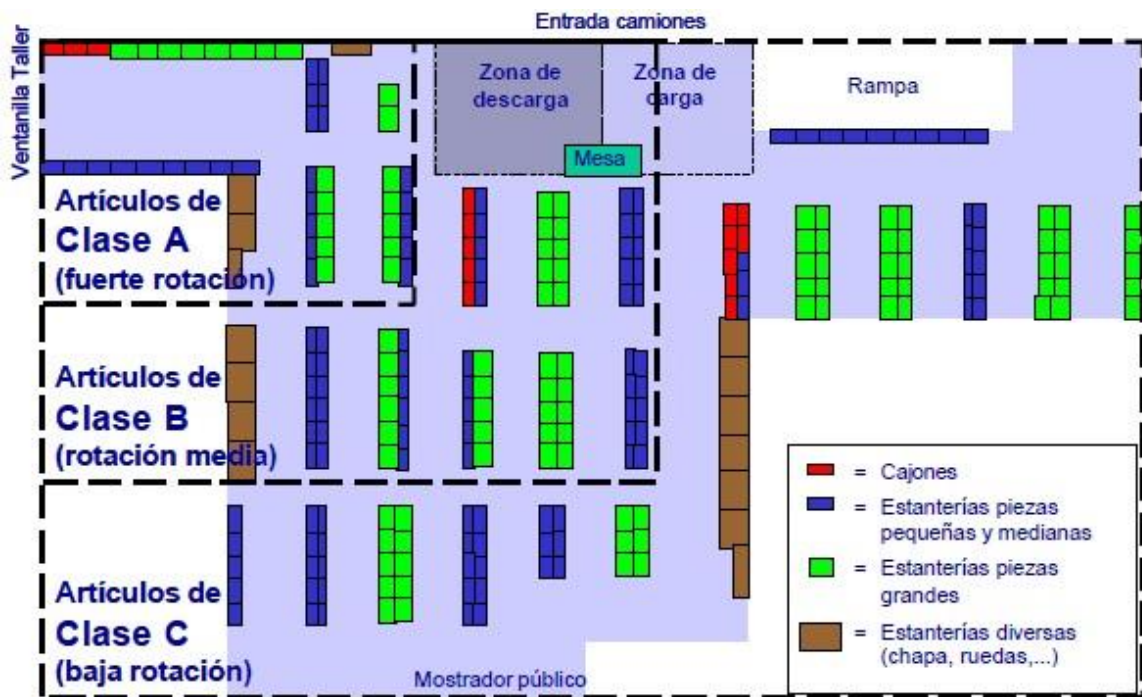 Entrada camiones
Ventanilla Taller
Zona de
descarga
Zona de
carga
Rampa
Mesa
Artículos de
Clase A
(fuerte rotación)
Artículos de
Clase B
(rotación media)
Artículos de
Clase C
(baja rotación)
Mostrador público
= Cajones
= Estanterías piezas
pequeñas y medianas
= Estanterías piezas
grandes
= Estanterías diversas
(chapa, ruedas,...)